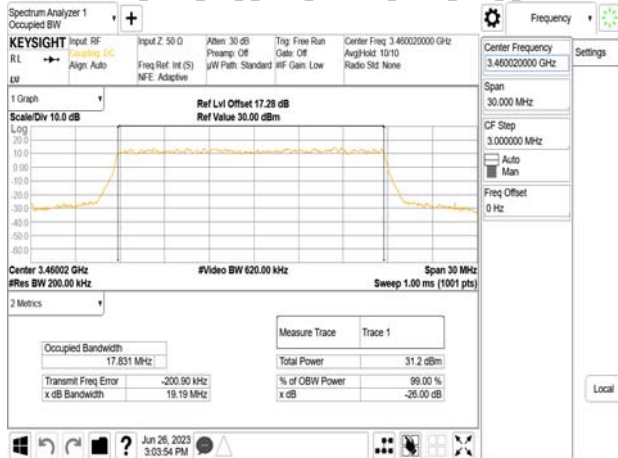 Spectrum Analyzer 1
Occupied BW
Frequency
KEYSIGHT
RL
Input: RF
Coupling: DC
Align: Auto
Input Z: 50 Ω
Freq Ref: Int (S)
NFE: Adaptive
Atten: 30 dB
Preamp: Off
µW Path: Standard
Trig: Free Run
Gate: Off
#IF Gain: Low
Center Freq: 3.460020000 GHz
Avg|Hold: 10/10
Radio Std: None
Center Frequency
3.460020000 GHz
Settings
Span
30.000 MHz
CF Step
3.000000 MHz
Auto
Man
Freq Offset
0 Hz
Local
1 Graph
Scale/Div 10.0 dB
Ref Lvl Offset 17.28 dB
Ref Value 30.00 dBm
Log
20.0
10.0
0.00
-10.0
-20.0
-30.0
-40.0
-50.0
-60.0
Center 3.46002 GHz
#Video BW 620.00 kHz
Span 30 MHz
#Res BW 200.00 kHz
Sweep 1.00 ms (1001 pts)
2 Metrics
Measure Trace Trace 1
Occupied Bandwidth
17.831 MHz
Total Power 31.2 dBm
Transmit Freq Error -200.90 kHz
% of OBW Power 99.00 %
x dB Bandwidth 19.19 MHz
x dB -26.00 dB
?
Jun 26, 2023
3:03:54 PM